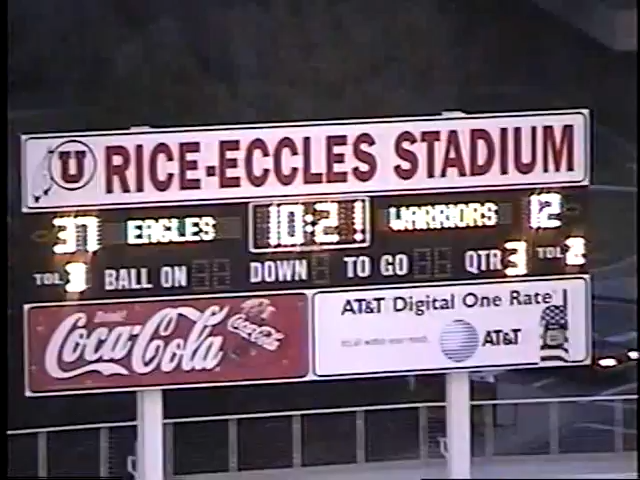 U RICE-ECCLES STADIUM
37 EAGLES 10:21 WARRIORS 12
TOL 3 BALL ON DOWN TO GO QTR 3 TOL 2
Coca-Cola Coca-Cola
AT&T Digital One Rate
AT&T